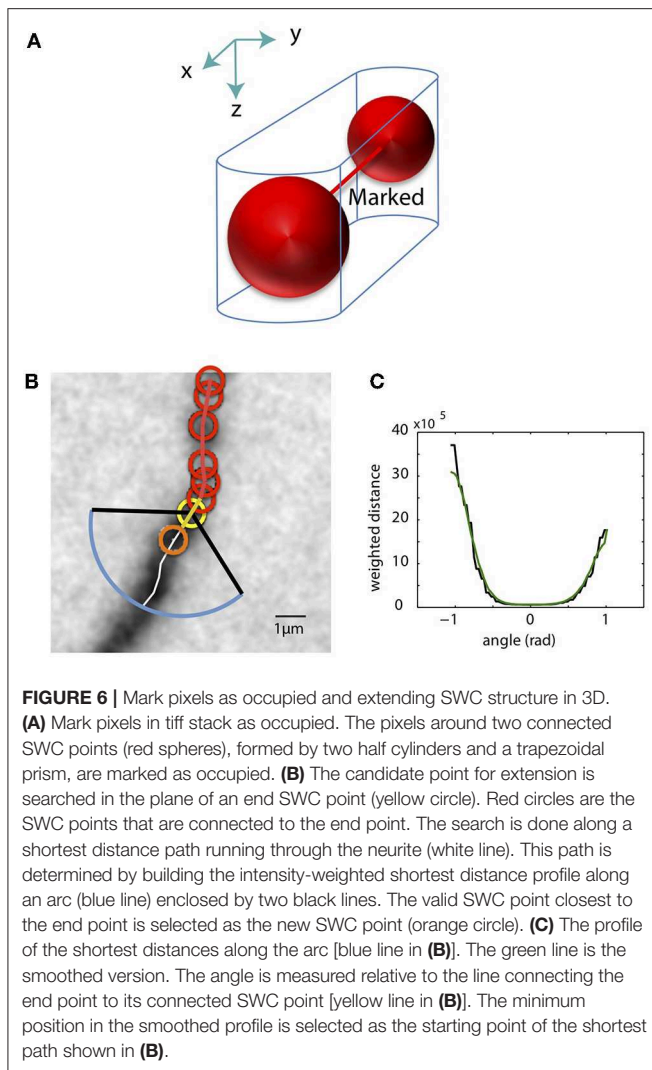 A
y
x
z
Marked
B
1μm
C
x10 5
40
30
20
10
0
weighted distance
−1
0
1
angle (rad)
FIGURE 6 | Mark pixels as occupied and extending SWC structure in 3D.
(A) Mark pixels in tiff stack as occupied. The pixels around two connected
SWC points (red spheres), formed by two half cylinders and a trapezoidal
prism, are marked as occupied. (B) The candidate point for extension is
searched in the plane of an end SWC point (yellow circle). Red circles are the
SWC points that are connected to the end point. The search is done along a
shortest distance path running through the neurite (white line). This path is
determined by building the intensity-weighted shortest distance profile along
an arc (blue line) enclosed by two black lines. The valid SWC point closest to
the end point is selected as the new SWC point (orange circle). (C) The profile
of the shortest distances along the arc [blue line in (B)]. The green line is the
smoothed version. The angle is measured relative to the line connecting the
end point to its connected SWC point [yellow line in (B)]. The minimum
position in the smoothed profile is selected as the starting point of the shortest
path shown in (B).